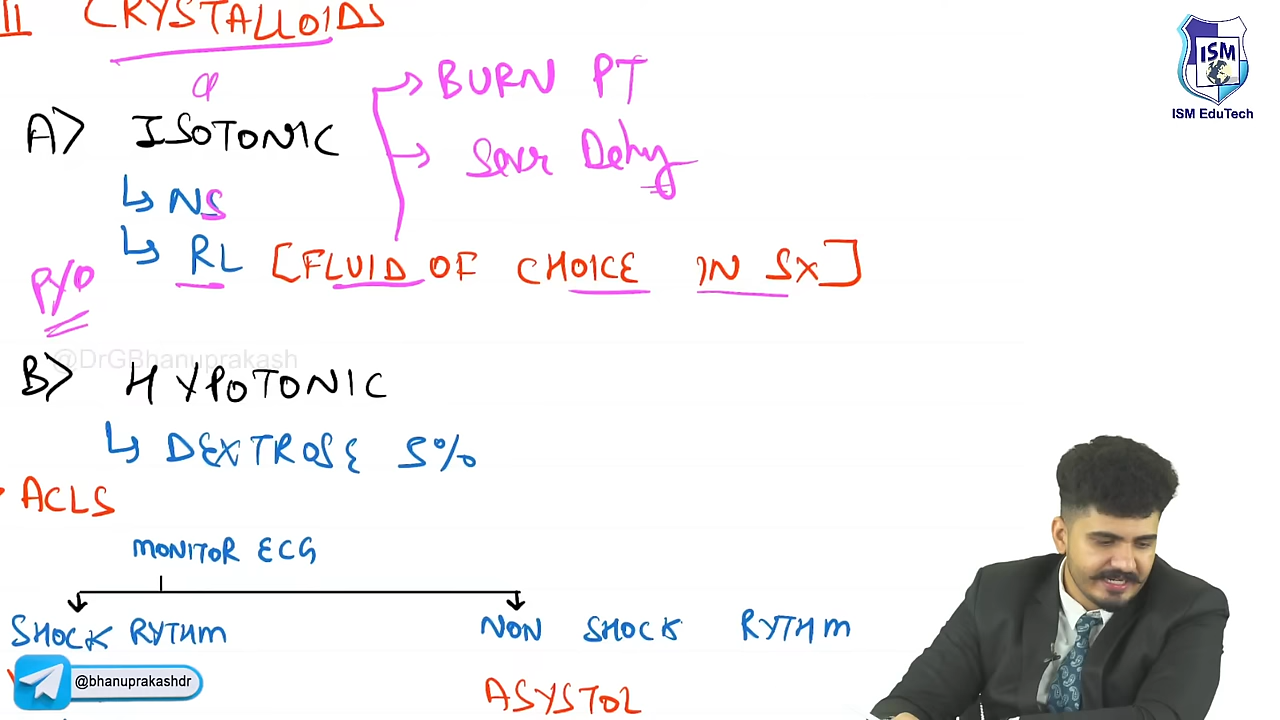 II CRYSTALLOIDS
A> ISOTONIC
BURN PT
Sevr Dehy
↳ NS
↳ RL [FLUID OF CHOICE IN SX]
P/O
@DrGBhanuprakash
B> HYPOTONIC
↳ DEXTROSE 5%
ACLS
MONITOR ECG
SHOCK RYTHM
NON SHOCK RYTHM
ASYSTOL
@bhanuprakashdr
ISM
ISM EduTech